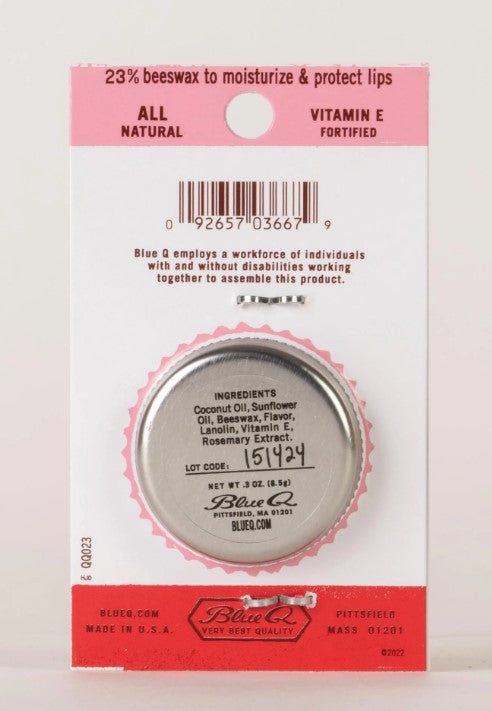 23% beeswax to moisturize & protect lips
ALL
NATURAL
VITAMIN E
FORTIFIED
0 92657 03667 9
Blue Q employs a workforce of individuals
with and without disabilities working
together to assemble this product.
INGREDIENTS
Coconut Oil, Sunflower
Oil, Beeswax, Flavor,
Lanolin, Vitamin E,
Rosemary Extract.
LOT CODE: 151424
NET WT .3 OZ. (8.5g)
Blue Q
PITTSFIELD, MA 01201
BLUEQ.COM
HJO QQ023
BLUEQ.COM
MADE IN U.S.A.
Blue Q
VERY BEST QUALITY
PITTSFIELD
MASS 01201
©2022